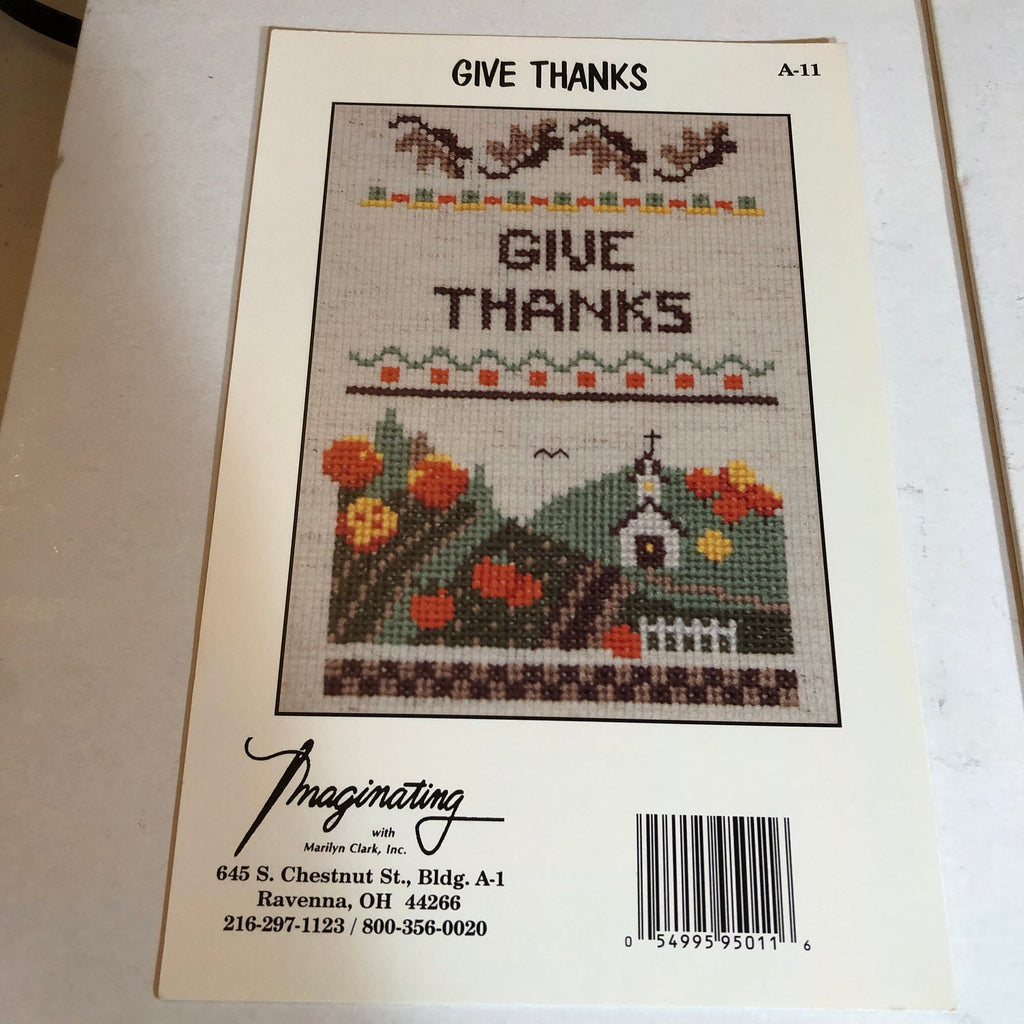 GIVE THANKS
A-11
GIVE
THANKS
Imaginating
with
Marilyn Clark, Inc.
645 S. Chestnut St., Bldg. A-1
Ravenna, OH 44266
216-297-1123 / 800-356-0020
0 54995 95011 6